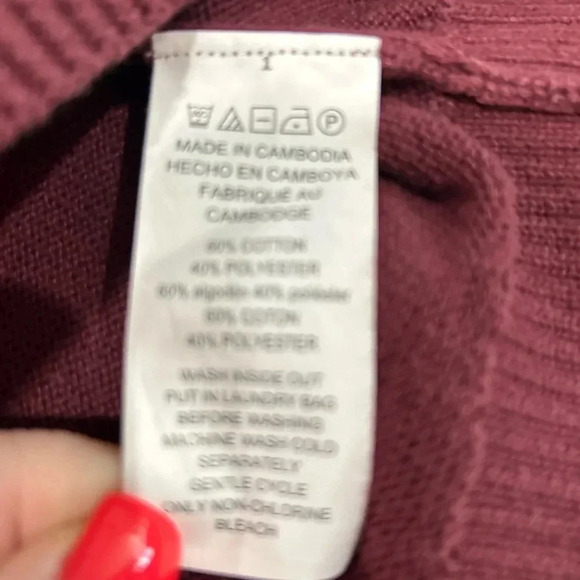 1
MADE IN CAMBODIA
HECHO EN CAMBOYA
FABRIQUE AU
CAMBODGE
60% COTTON
40% POLYESTER
60% algodón 40% poliéster
60% COTON
40% POLYESTER
WASH INSIDE OUT
PUT IN LAUNDRY BAG
BEFORE WASHING
MACHINE WASH COLD
SEPARATELY
GENTLE CYCLE
ONLY NON-CHLORINE
BLEACH